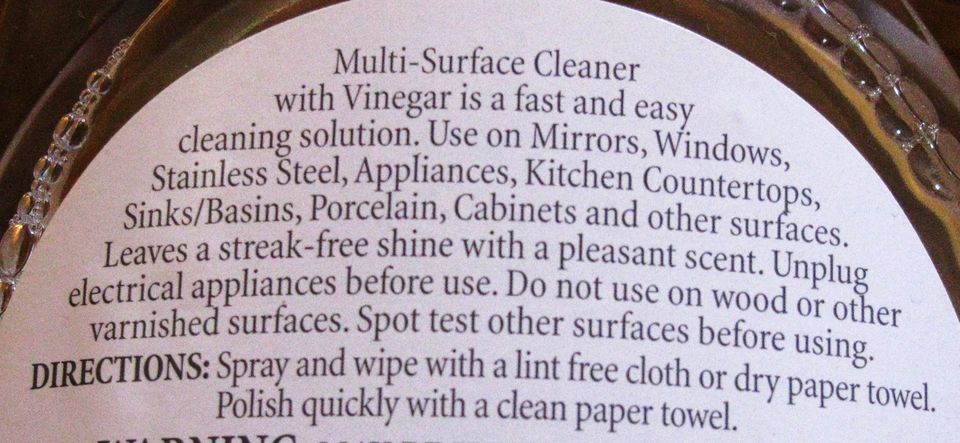 Multi-Surface Cleaner
with Vinegar is a fast and easy
cleaning solution. Use on Mirrors, Windows,
Stainless Steel, Appliances, Kitchen Countertops,
Sinks/Basins, Porcelain, Cabinets and other surfaces.
Leaves a streak-free shine with a pleasant scent. Unplug
electrical appliances before use. Do not use on wood or other
varnished surfaces. Spot test other surfaces before using.
DIRECTIONS: Spray and wipe with a lint free cloth or dry paper towel.
Polish quickly with a clean paper towel.
WARNING